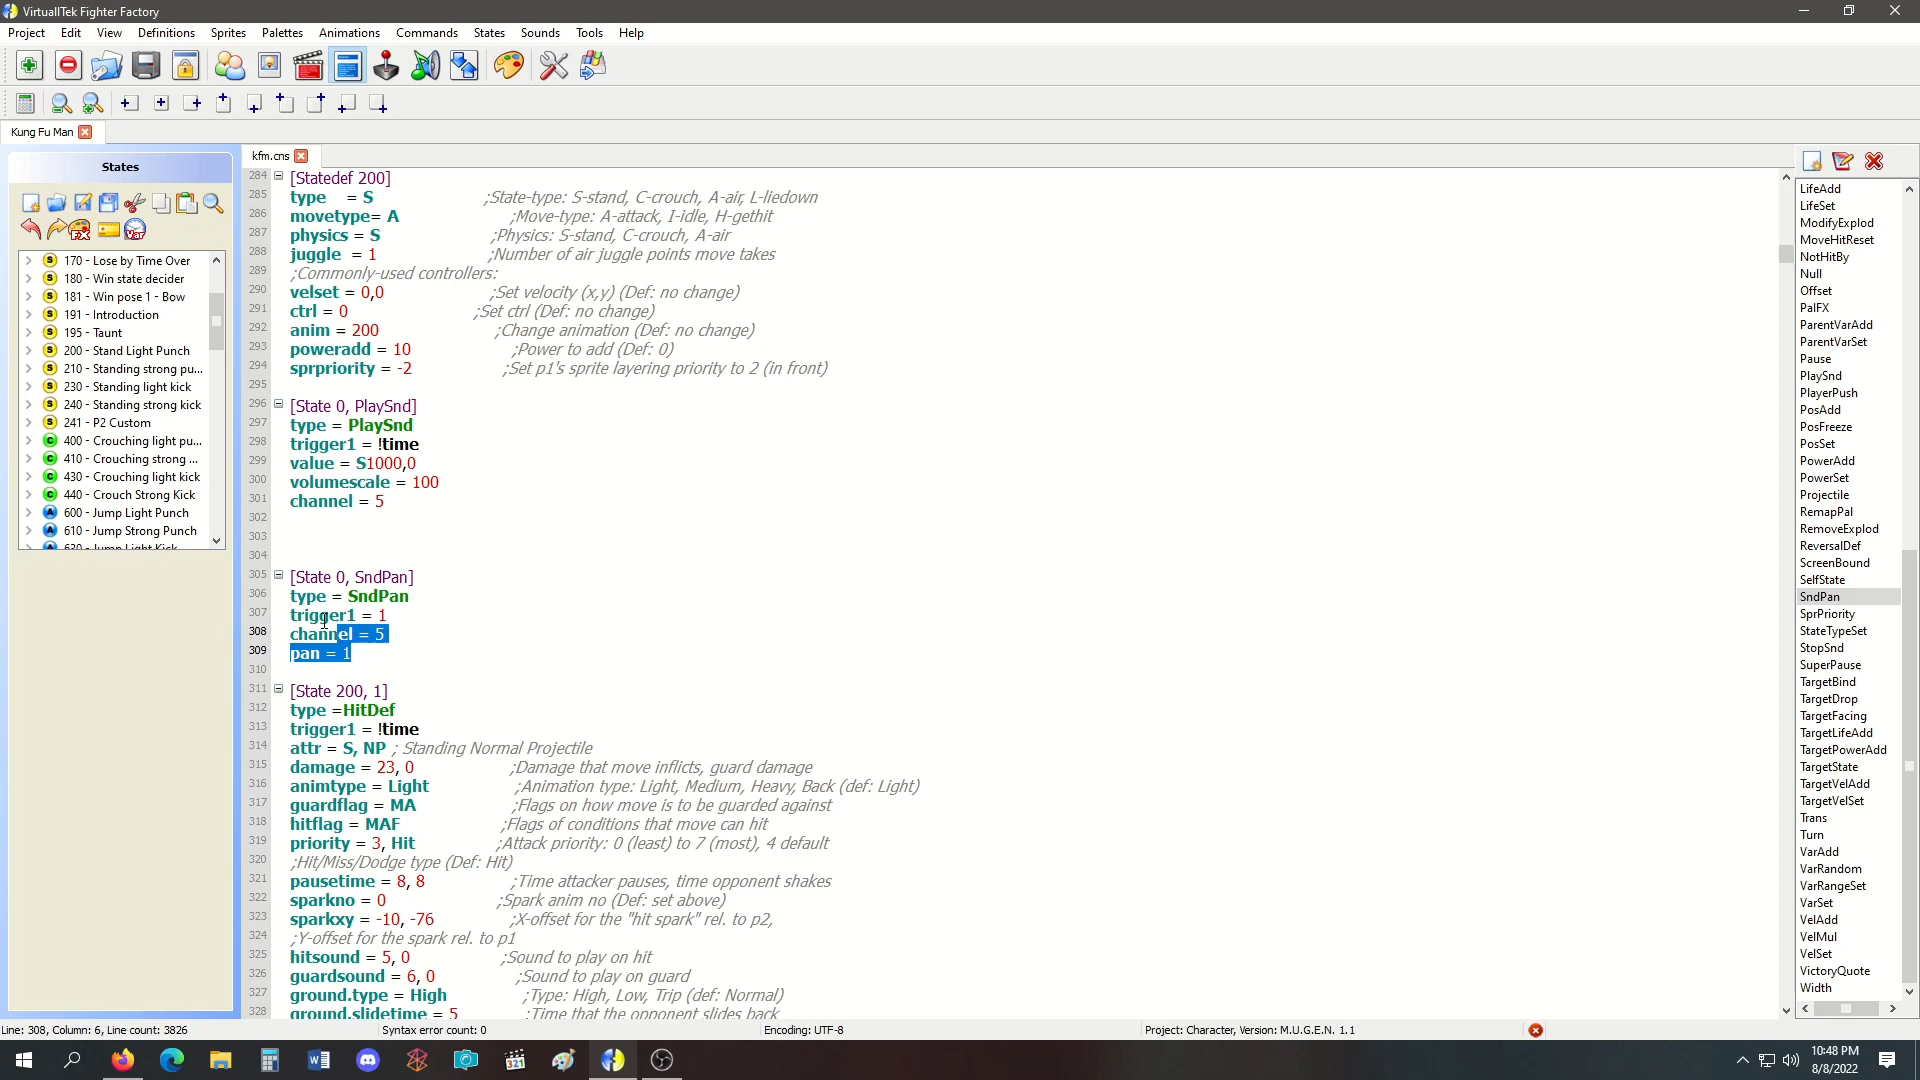 VirtuallTek Fighter Factory
Project Edit View Definitions Sprites Palettes Animations Commands States Sounds Tools Help
Kung Fu Man
States
170 - Lose by Time Over
180 - Win state decider
181 - Win pose 1 - Bow
191 - Introduction
195 - Taunt
200 - Stand Light Punch
210 - Standing strong pu...
230 - Standing light kick
240 - Standing strong kick
241 - P2 Custom
400 - Crouching light pu...
410 - Crouching strong ...
430 - Crouching light kick
440 - Crouch Strong Kick
600 - Jump Light Punch
610 - Jump Strong Punch
630 - Jump Light Kick
kfm.cns
284 [Statedef 200]
285 type = S ;State-type: S-stand, C-crouch, A-air, L-liedown
286 movetype= A ;Move-type: A-attack, I-idle, H-gethit
287 physics = S ;Physics: S-stand, C-crouch, A-air
288 juggle = 1 ;Number of air juggle points move takes
289 ;Commonly-used controllers:
290 velset = 0,0 ;Set velocity (x,y) (Def: no change)
291 ctrl = 0 ;Set ctrl (Def: no change)
292 anim = 200 ;Change animation (Def: no change)
293 poweradd = 10 ;Power to add (Def: 0)
294 sprpriority = -2 ;Set p1's sprite layering priority to 2 (in front)
295
296 [State 0, PlaySnd]
297 type = PlaySnd
298 trigger1 = !time
299 value = S1000,0
300 volumescale = 100
301 channel = 5
302
303
304
305 [State 0, SndPan]
306 type = SndPan
307 trigger1 = 1
308 channel = 5
309 pan = 1
310
311 [State 200, 1]
312 type =HitDef
313 trigger1 = !time
314 attr = S, NP ; Standing Normal Projectile
315 damage = 23, 0 ;Damage that move inflicts, guard damage
316 animtype = Light ;Animation type: Light, Medium, Heavy, Back (def: Light)
317 guardflag = MA ;Flags on how move is to be guarded against
318 hitflag = MAF ;Flags of conditions that move can hit
319 priority = 3, Hit ;Attack priority: 0 (least) to 7 (most), 4 default
320 ;Hit/Miss/Dodge type (Def: Hit)
321 pausetime = 8, 8 ;Time attacker pauses, time opponent shakes
322 sparkno = 0 ;Spark anim no (Def: set above)
323 sparkxy = -10, -76 ;X-offset for the "hit spark" rel. to p2,
324 ;Y-offset for the spark rel. to p1
325 hitsound = 5, 0 ;Sound to play on hit
326 guardsound = 6, 0 ;Sound to play on guard
327 ground.type = High ;Type: High, Low, Trip (def: Normal)
328 ground.slidetime = 5 ;Time that the opponent slides back
LifeAdd
LifeSet
ModifyExplod
MoveHitReset
NotHitBy
Null
Offset
PalFX
ParentVarAdd
ParentVarSet
Pause
PlaySnd
PlayerPush
PosAdd
PosFreeze
PosSet
PowerAdd
PowerSet
Projectile
RemapPal
RemoveExplod
ReversalDef
ScreenBound
SelfState
SndPan
SprPriority
StateTypeSet
StopSnd
SuperPause
TargetBind
TargetDrop
TargetFacing
TargetLifeAdd
TargetPowerAdd
TargetState
TargetVelAdd
TargetVelSet
Trans
Turn
VarAdd
VarRandom
VarRangeSet
VarSet
VelAdd
VelMul
VelSet
VictoryQuote
Width
Line: 308, Column: 6, Line count: 3826 Syntax error count: 0 Encoding: UTF-8 Project: Character, Version: M.U.G.E.N. 1.1
10:48 PM
8/8/2022